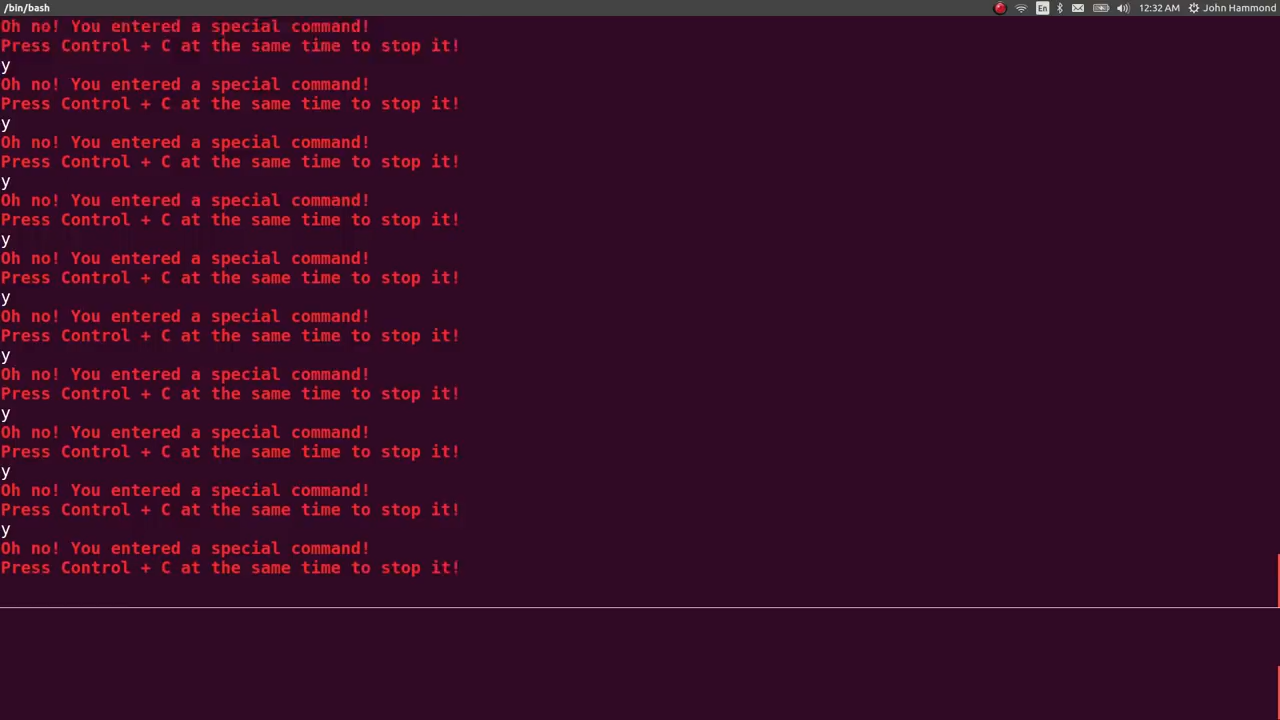 /bin/bash
En
12:32 AM
John Hammond
Oh no! You entered a special command!
Press Control + C at the same time to stop it!
y
Oh no! You entered a special command!
Press Control + C at the same time to stop it!
y
Oh no! You entered a special command!
Press Control + C at the same time to stop it!
y
Oh no! You entered a special command!
Press Control + C at the same time to stop it!
y
Oh no! You entered a special command!
Press Control + C at the same time to stop it!
y
Oh no! You entered a special command!
Press Control + C at the same time to stop it!
y
Oh no! You entered a special command!
Press Control + C at the same time to stop it!
y
Oh no! You entered a special command!
Press Control + C at the same time to stop it!
y
Oh no! You entered a special command!
Press Control + C at the same time to stop it!
y
Oh no! You entered a special command!
Press Control + C at the same time to stop it!